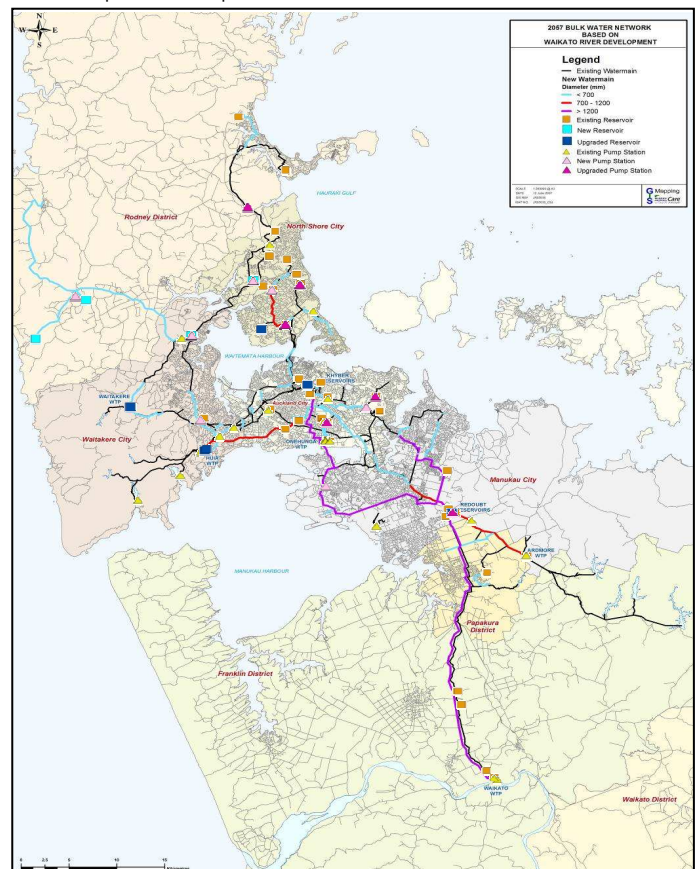 N
W
E
S
2057 BULK WATER NETWORK
BASED ON
WAIKATO RIVER DEVELOPMENT
Legend
Existing Watermain
New Watermain
Diameter (mm)
< 700
700 - 1200
> 1200
Existing Reservoir
New Reservoir
Upgraded Reservoir
Existing Pump Station
New Pump Station
Upgraded Pump Station
Mapping
HAURAKI GULF
Rodney District
North Shore City
WAITEMATA HARBOUR
KHYBER
RESERVOIRS
WAITAKERE
WTP
Auckland City
Waitakere City
HUIA
WTP
ONEHUNGA
WTP
Manukau City
REDOUBT
RESERVOIRS
ARDMORE
WTP
MANUKAU HARBOUR
Papakura
District
Franklin District
WAIKATO
WTP
Waikato District
0 2.5 5 10 15